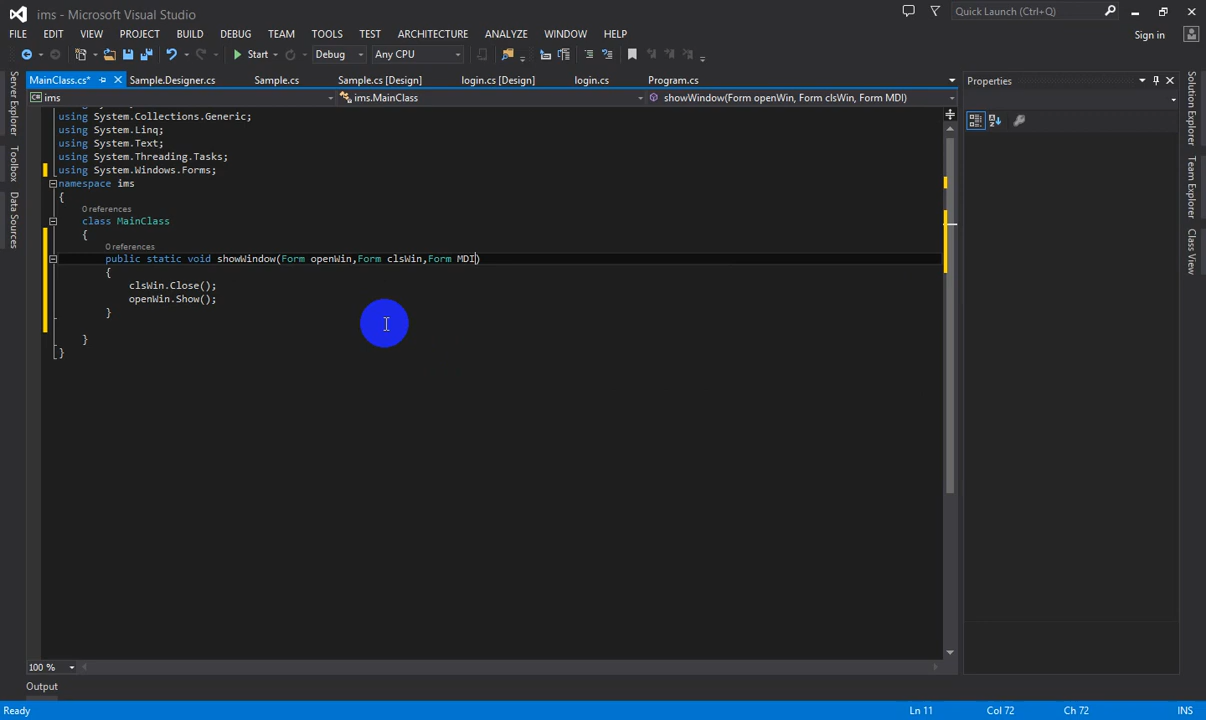 ims - Microsoft Visual Studio
Quick Launch (Ctrl+Q)
FILE EDIT VIEW PROJECT BUILD DEBUG TEAM TOOLS TEST ARCHITECTURE ANALYZE WINDOW HELP
Sign in
Start Debug Any CPU
MainClass.cs* Sample.Designer.cs Sample.cs Sample.cs [Design] login.cs [Design] login.cs Program.cs
Properties
ims ims.MainClass showWindow(Form openWin, Form clsWin, Form MDI)
Server Explorer
Toolbox
Data Sources
Solution Explorer
Team Explorer
Class View
using System.Collections.Generic;
using System.Linq;
using System.Text;
using System.Threading.Tasks;
using System.Windows.Forms;
namespace ims
{
0 references
class MainClass
{
0 references
public static void showWindow(Form openWin,Form clsWin,Form MDI)
{
clsWin.Close();
openWin.Show();
}
}
}
100 %
Output
Ready Ln 11 Col 72 Ch 72 INS